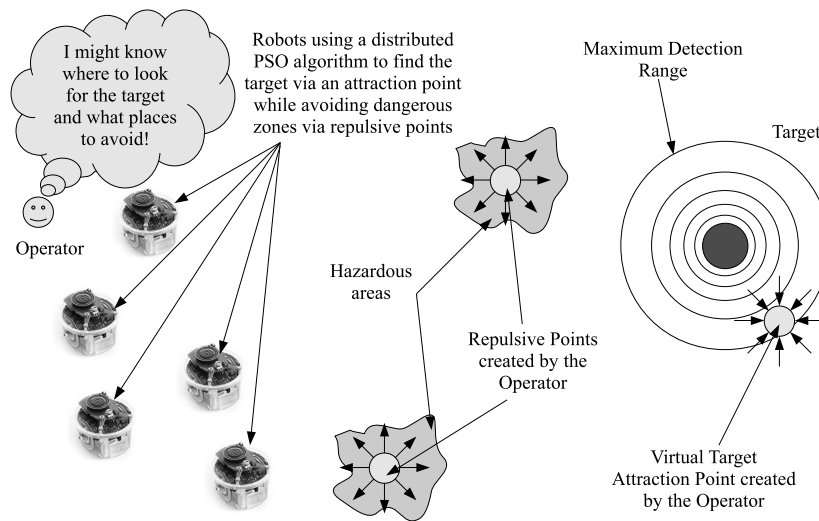 I might know
where to look
for the target
and what places
to avoid!
Operator
Robots using a distributed
PSO algorithm to find the
target via an attraction point
while avoiding dangerous
zones via repulsive points
Hazardous
areas
Repulsive Points
created by the
Operator
Maximum Detection
Range
Target
Virtual Target
Attraction Point created
by the Operator